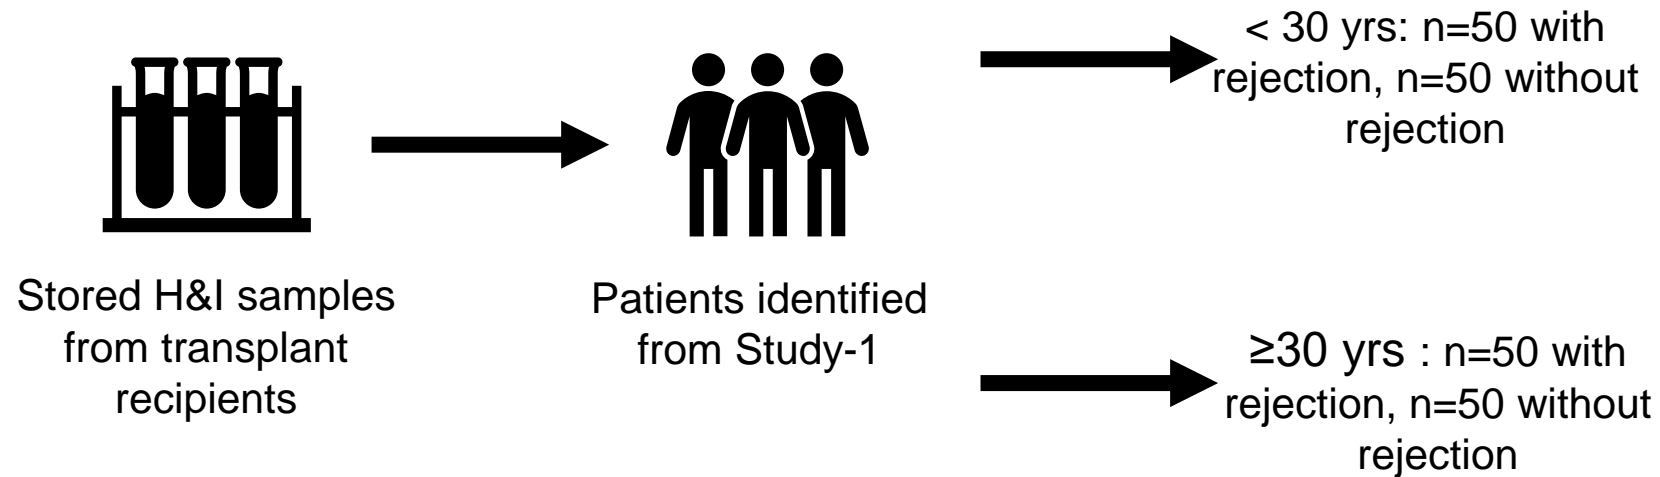 Stored H&I samples
from transplant
recipients
Patients identified
from Study-1
< 30 yrs: n=50 with
rejection, n=50 without
rejection
≥30 yrs : n=50 with
rejection, n=50 without
rejection